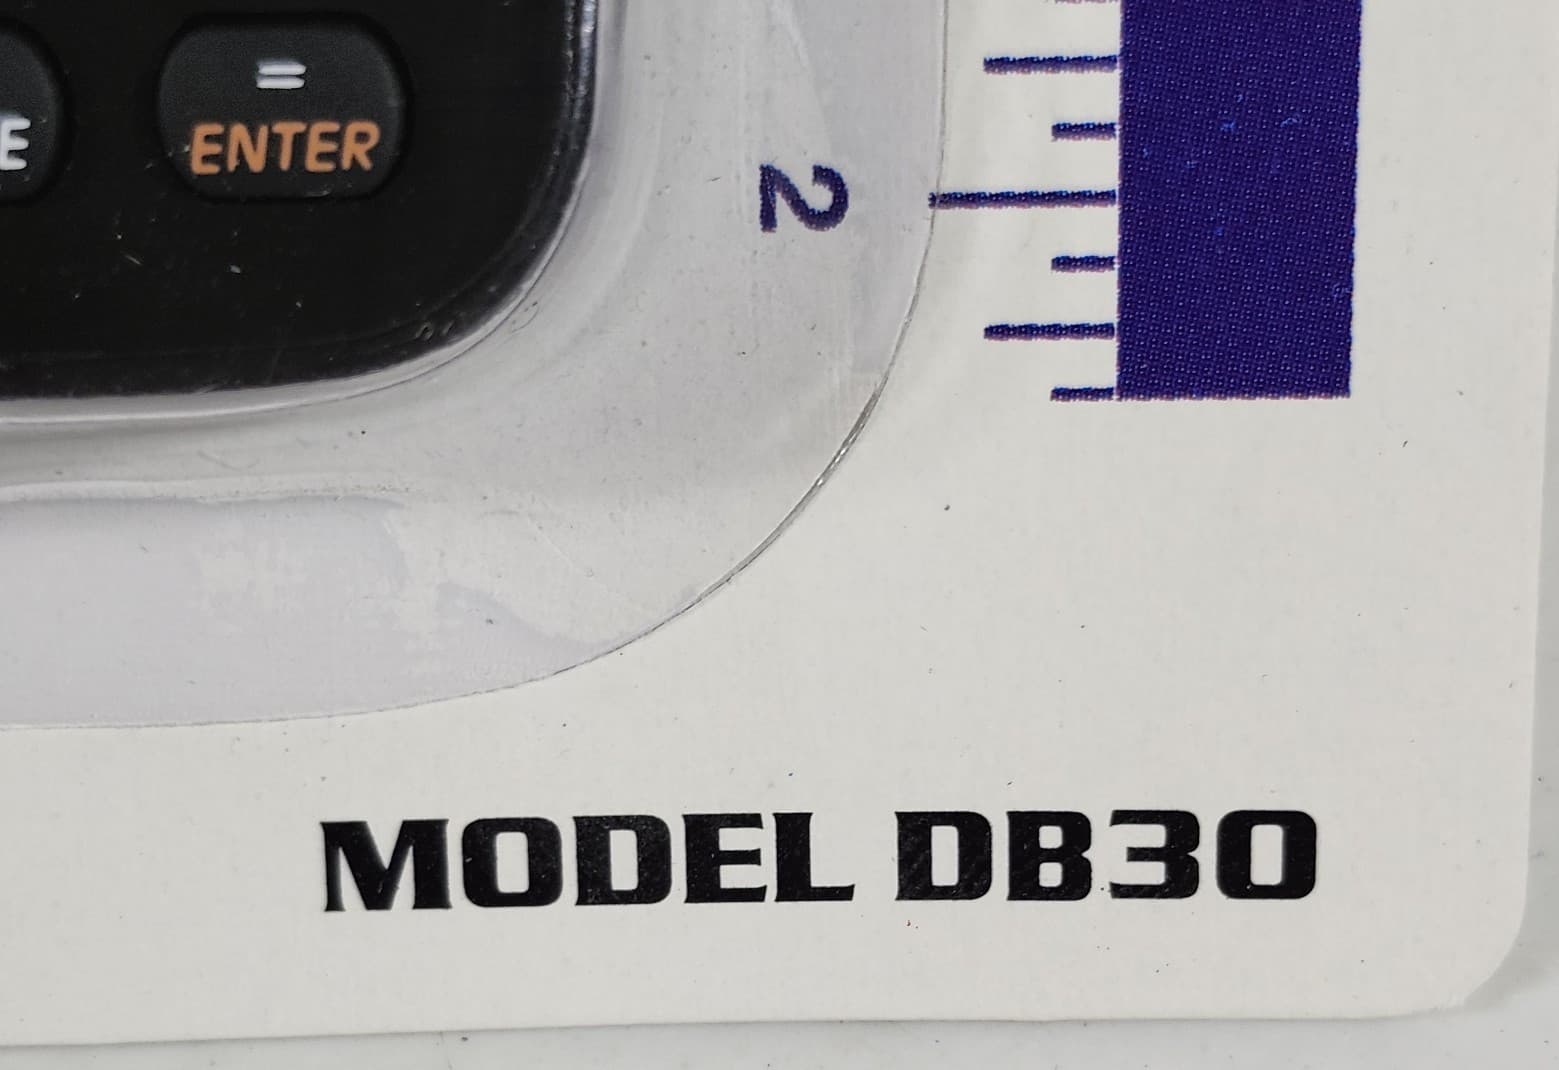 E
=
ENTER
2
MODEL DB30